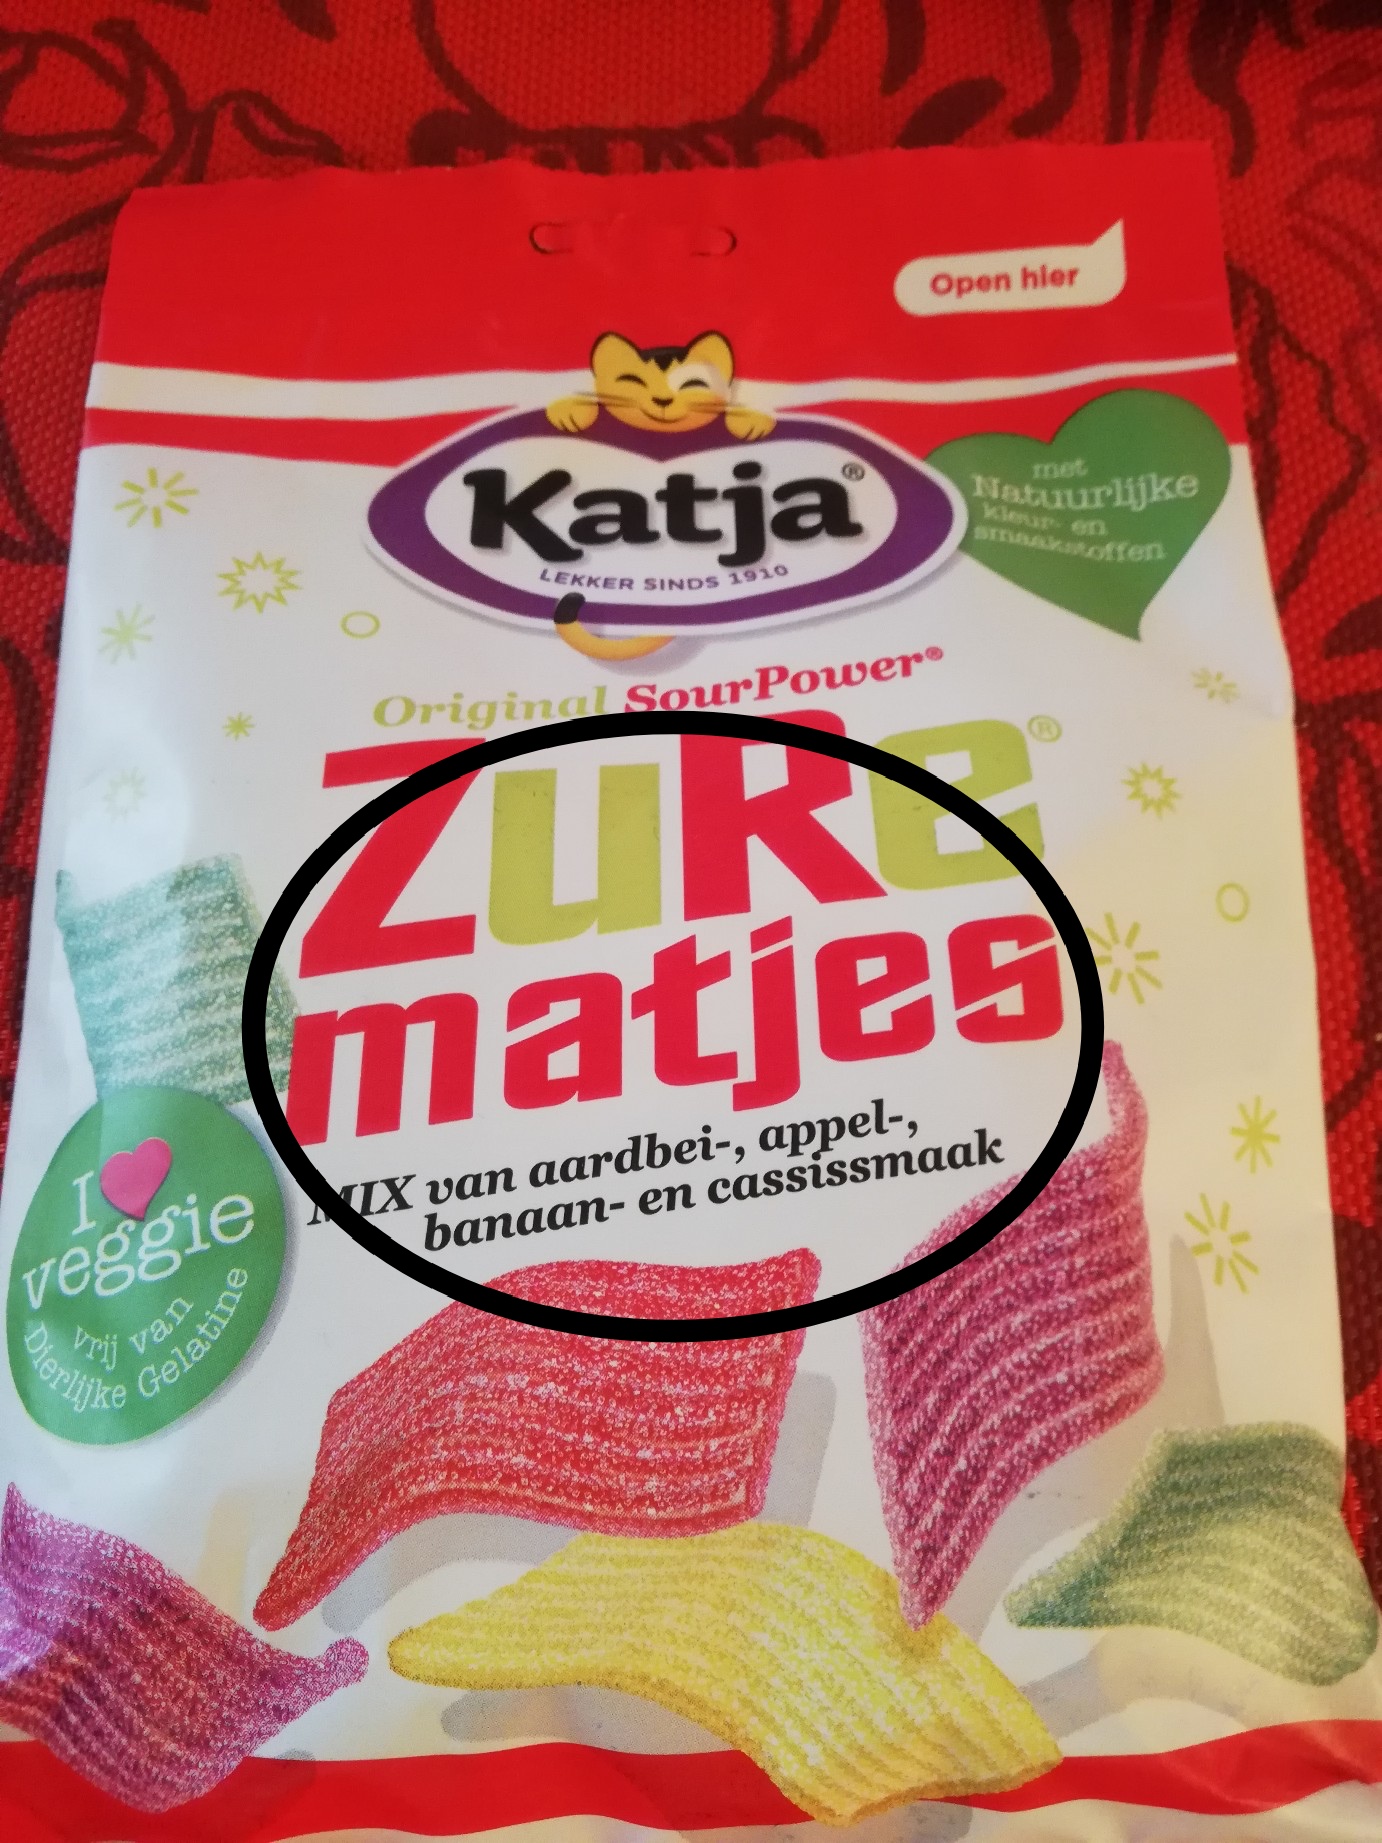 Open hier
Katja®
LEKKER SINDS 1910
met
Natuurlijke
kleur- en
smaakstoffen
Original SourPower®
ZuRe®
matjes
MIX van aardbei-, appel-,
banaan- en cassissmaak
I
veggie
vrij van
Dierlijke Gelatine